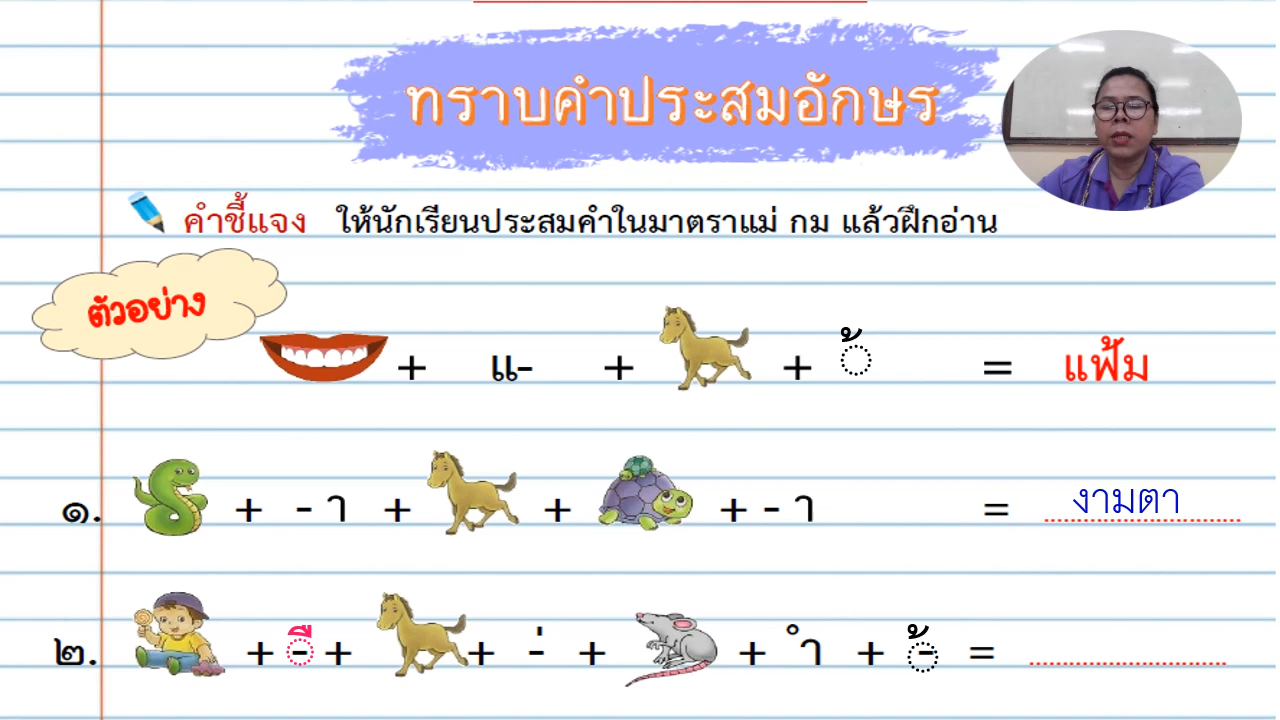 ทราบคำประสมอักษร
คำชี้แจง ให้นักเรียนประสมคำในมาตราแม่ กม แล้วฝึกอ่าน
ตัวอย่าง
+ แ- + + ้ = แฟ้ม
๑. + - า + + + - า = งามตา
๒. + -ื + + -่ + + ำ + -้ =